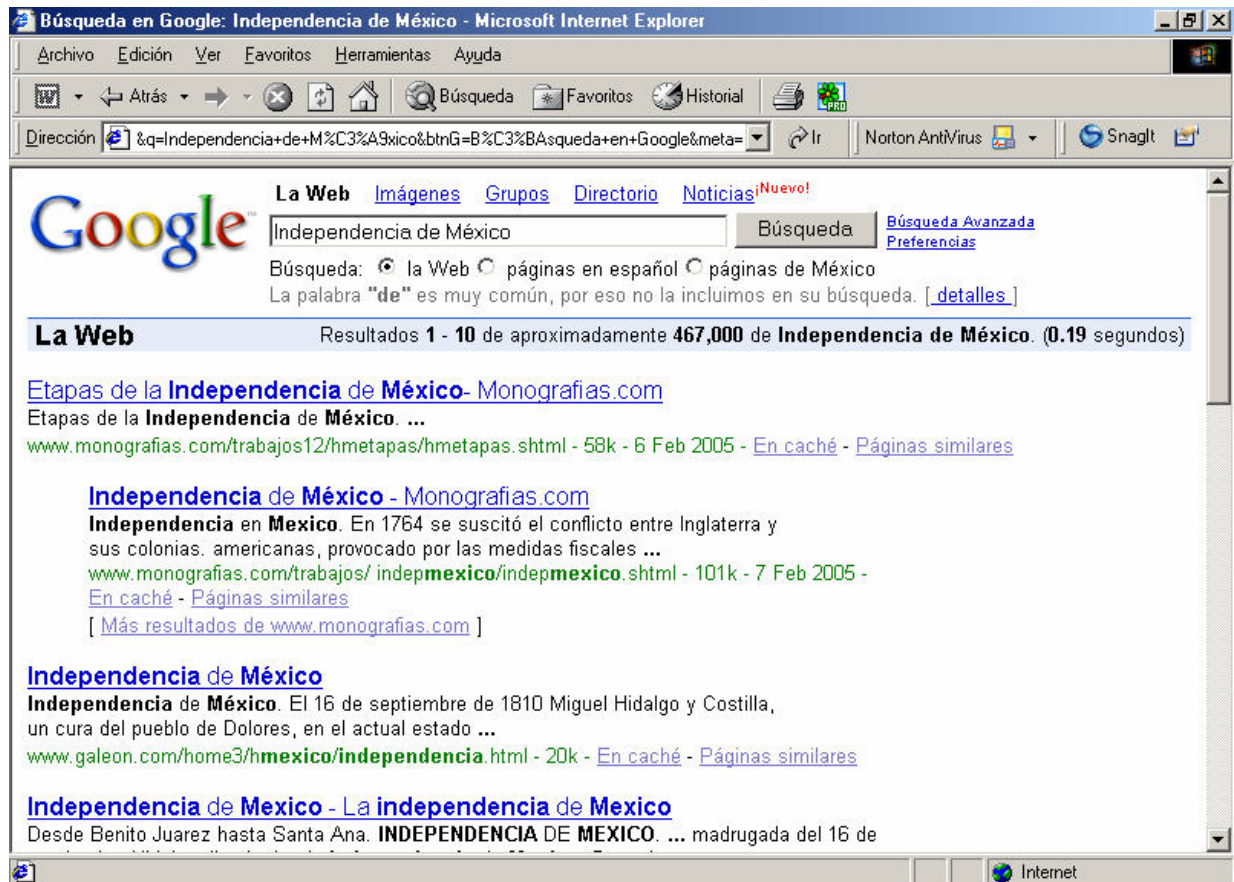 Búsqueda en Google: Independencia de México - Microsoft Internet Explorer
Archivo Edición Ver Favoritos Herramientas Ayuda
Atrás Búsqueda Favoritos Historial PRO
Dirección &q=Independencia+de+M%C3%A9xico&btnG=B%C3%BAsqueda+en+Google&meta= Ir Norton AntiVirus SnagIt
Google™
La Web Imágenes Grupos Directorio Noticias ¡Nuevo!
Independencia de México Búsqueda Búsqueda Avanzada
Preferencias
Búsqueda: la Web páginas en español páginas de México
La palabra "de" es muy común, por eso no la incluimos en su búsqueda. [ detalles ]
La Web Resultados 1 - 10 de aproximadamente 467,000 de Independencia de México. (0.19 segundos)
Etapas de la Independencia de México- Monografias.com
Etapas de la Independencia de México. ...
www.monografias.com/trabajos12/hmetapas/hmetapas.shtml - 58k - 6 Feb 2005 - En caché - Páginas similares
Independencia de México - Monografias.com
Independencia en Mexico. En 1764 se suscitó el conflicto entre Inglaterra y
sus colonias. americanas, provocado por las medidas fiscales ...
www.monografias.com/trabajos/ indepmexico/indepmexico.shtml - 101k - 7 Feb 2005 -
En caché - Páginas similares
[ Más resultados de www.monografias.com ]
Independencia de México
Independencia de México. El 16 de septiembre de 1810 Miguel Hidalgo y Costilla,
un cura del pueblo de Dolores, en el actual estado ...
www.galeon.com/home3/hmexico/independencia.html - 20k - En caché - Páginas similares
Independencia de Mexico - La independencia de Mexico
Desde Benito Juarez hasta Santa Ana. INDEPENDENCIA DE MEXICO. ... madrugada del 16 de
Internet